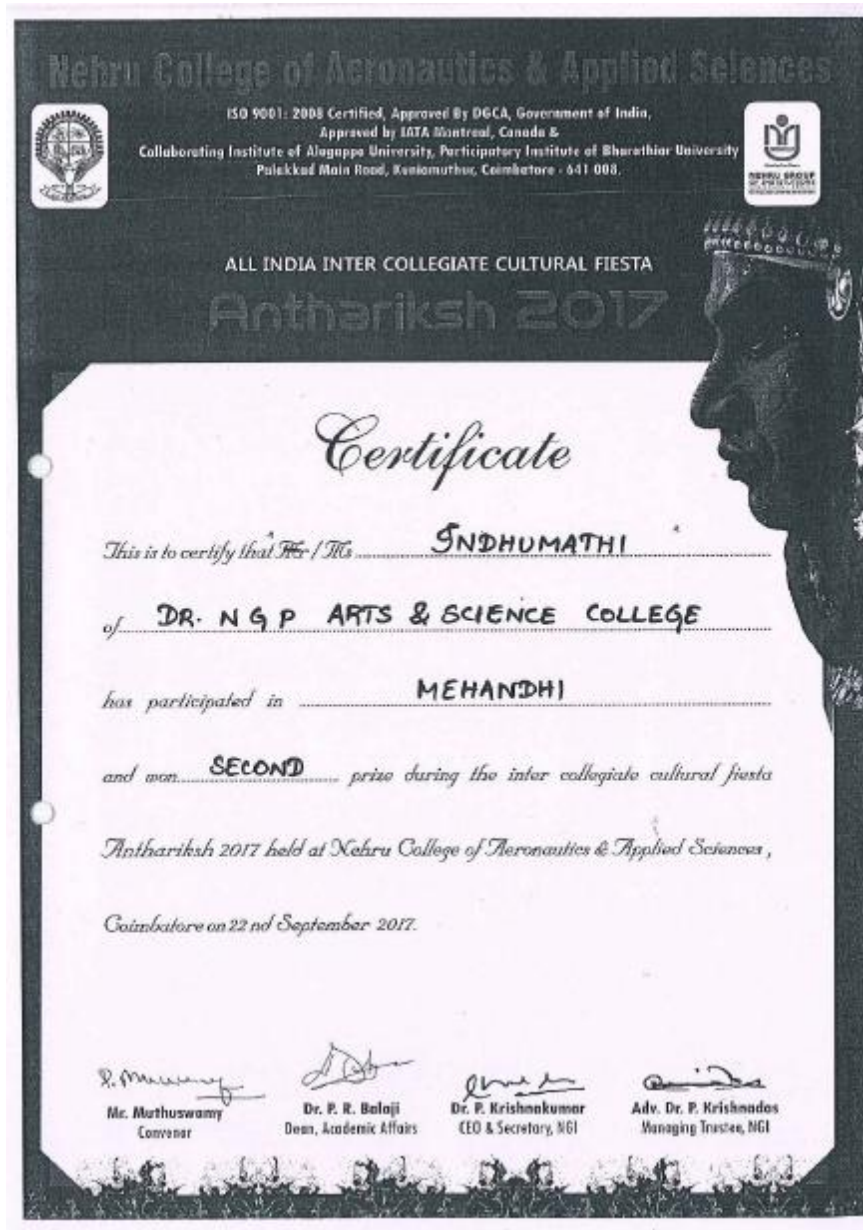 Nehru College of Aeronautics & Applied Sciences
ISO 9001: 2008 Certified, Approved By DGCA, Government of India,
Approved by IATA Montreal, Canada &
Collaborating Institute of Alagappa University, Participatory Institute of Bharathiar University
Palakkad Main Road, Kuniamuthur, Coimbatore - 641 008.
NEHRU GROUP
ALL INDIA INTER COLLEGIATE CULTURAL FIESTA
Anthariksh 2017
Certificate
This is to certify that Mr / Ms INDHUMATHI
of DR. N G P ARTS & SCIENCE COLLEGE
has participated in MEHANDHI
and won SECOND prize during the inter collegiate cultural fiesta
Anthariksh 2017 held at Nehru College of Aeronautics & Applied Sciences,
Coimbatore on 22 nd September 2017.
Mr. Muthuswamy Dr. P. R. Balaji Dr. P. Krishnakumar Adv. Dr. P. Krishnadas
Convenor Dean, Academic Affairs CEO & Secretary, NGI Managing Trustee, NGI